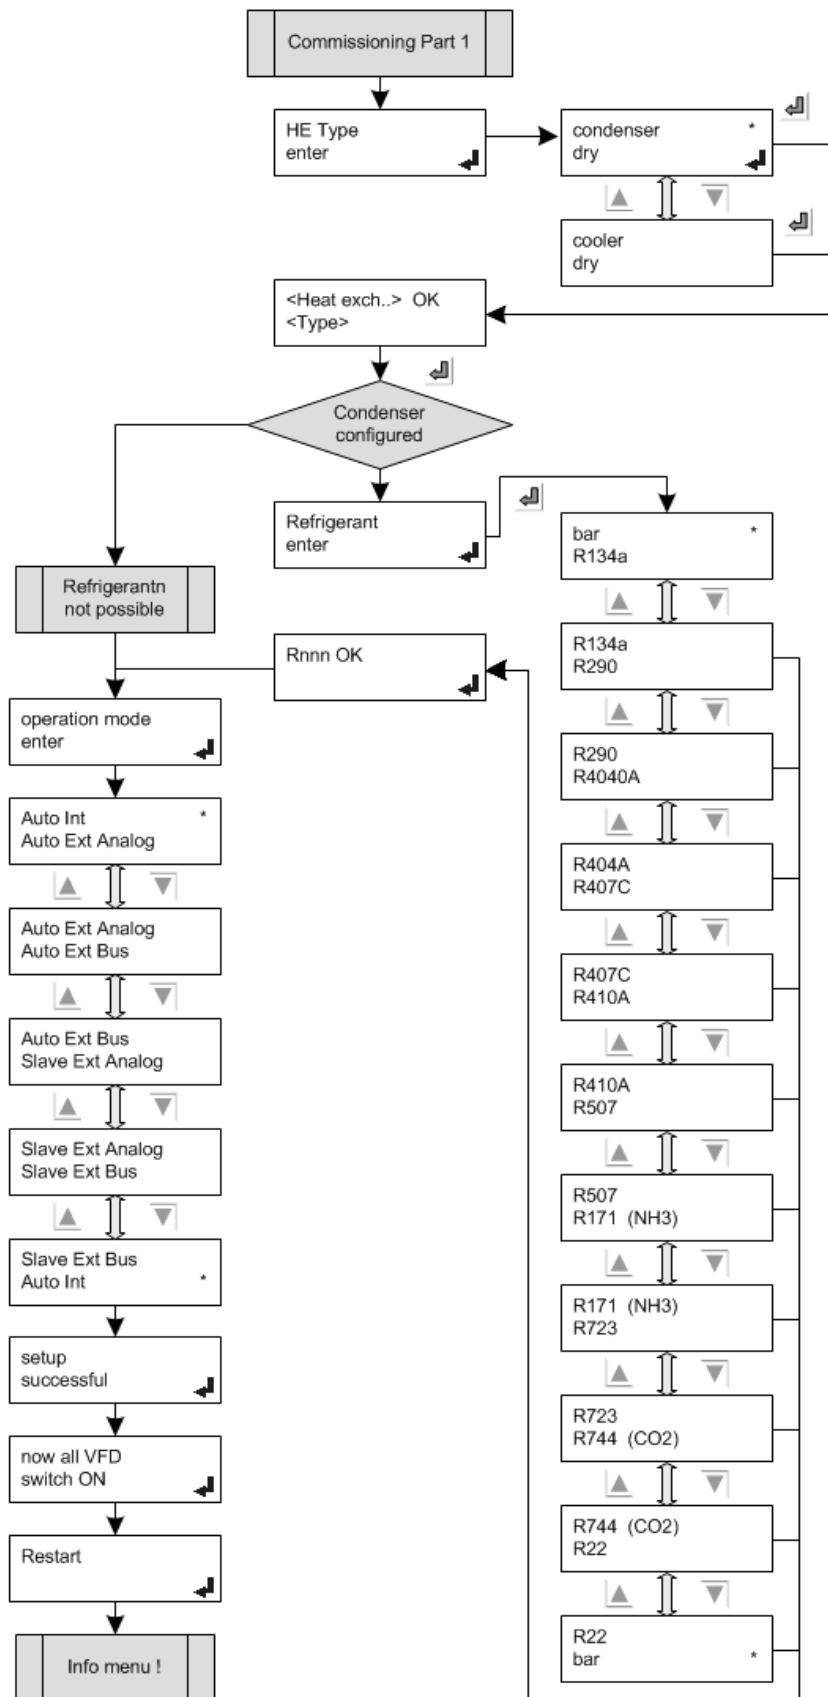 Commissioning Part 1
HE Type
enter
condenser *
dry
cooler
dry
<Heat exch..> OK
<Type>
Condenser
configured
Refrigerant
enter
bar *
R134a
Refrigerantn
not possible
R134a
R290
Rnnn OK
operation mode
enter
R290
R4040A
Auto Int *
Auto Ext Analog
R404A
R407C
Auto Ext Analog
Auto Ext Bus
R407C
R410A
Auto Ext Bus
Slave Ext Analog
R410A
R507
Slave Ext Analog
Slave Ext Bus
R507
R171 (NH3)
Slave Ext Bus
Auto Int *
R171 (NH3)
R723
setup
successful
R723
R744 (CO2)
now all VFD
switch ON
R744 (CO2)
R22
Restart
R22
bar *
Info menu !